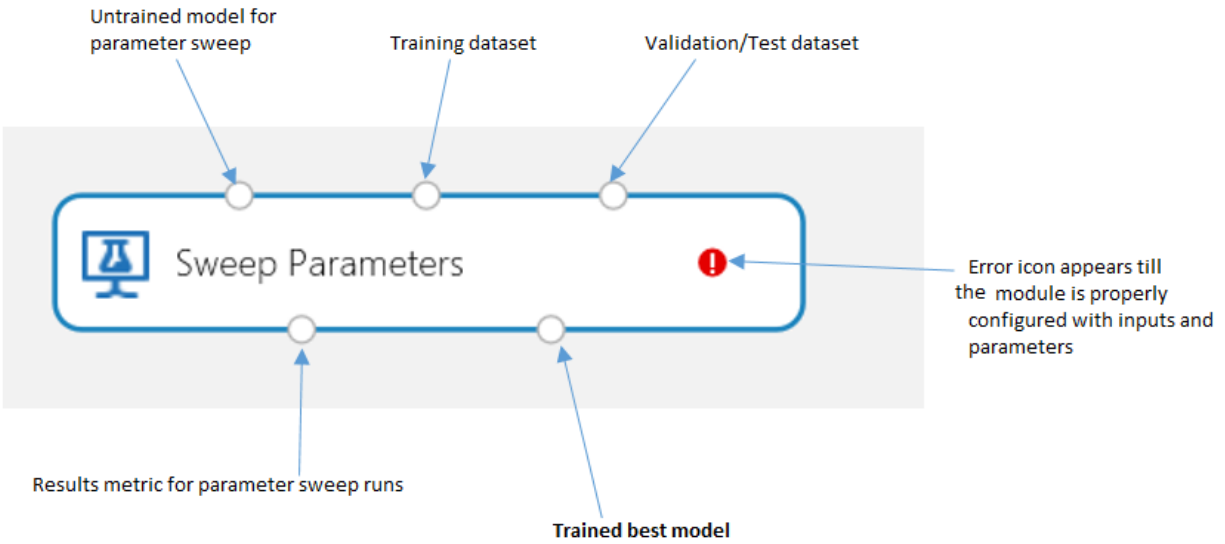 Untrained model for
parameter sweep
Training dataset
Validation/Test dataset
Sweep Parameters
Error icon appears till
the module is properly
configured with inputs and
parameters
Results metric for parameter sweep runs
Trained best model